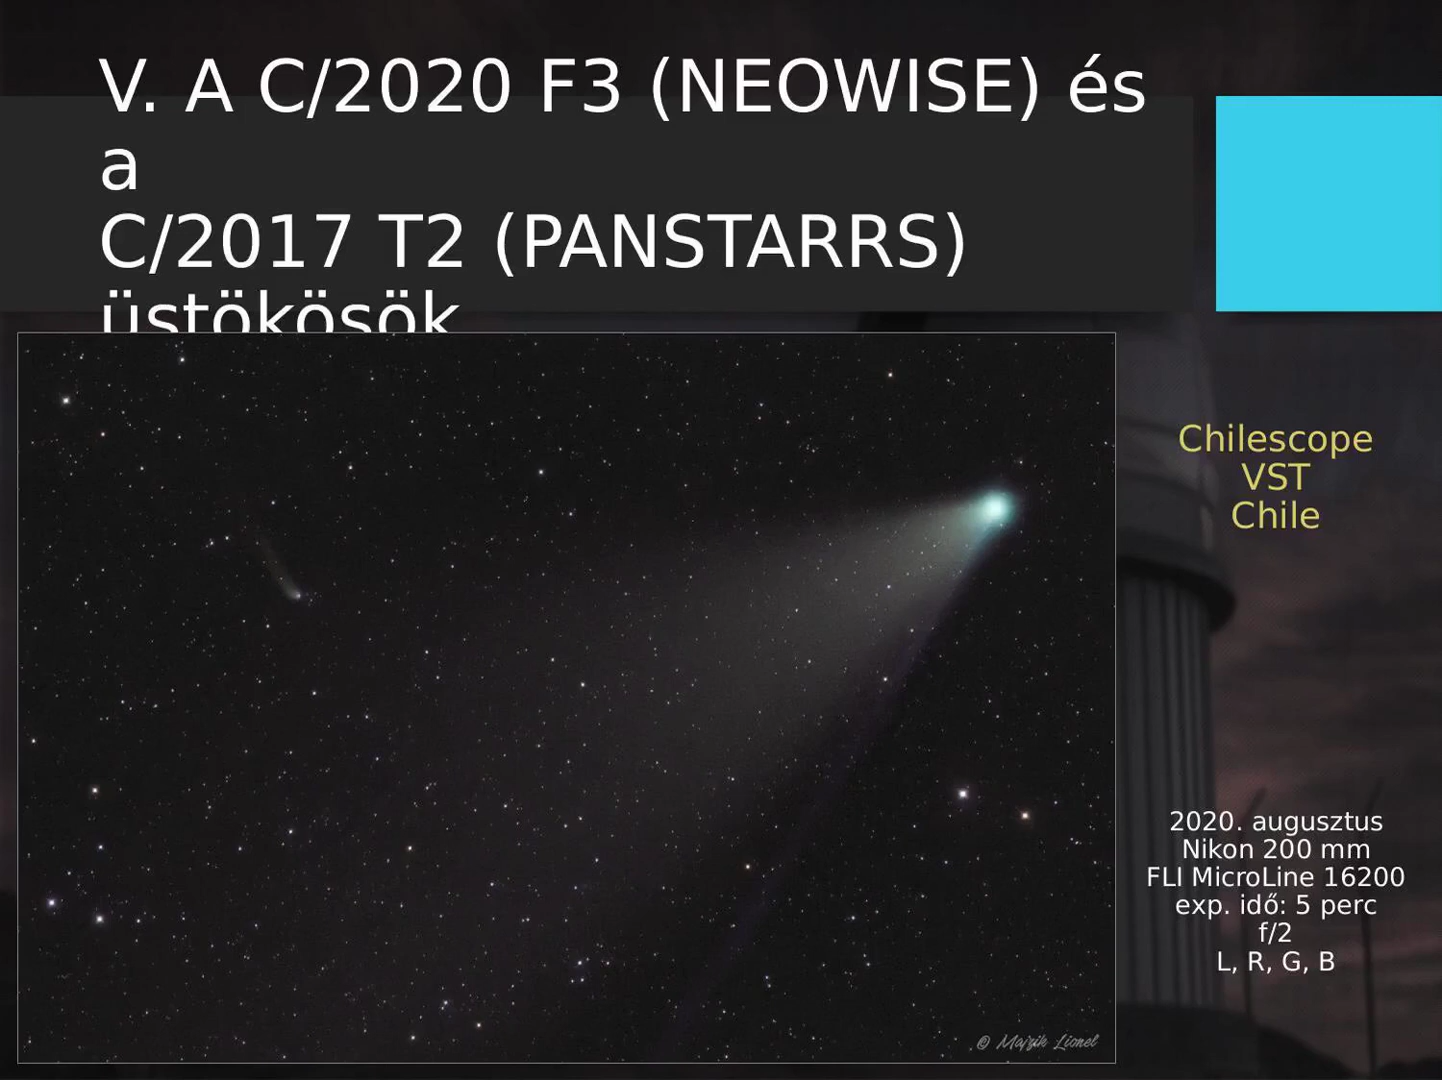 V. A C/2020 F3 (NEOWISE) és
a
C/2017 T2 (PANSTARRS)
üstökösök
Chilescope
VST
Chile
2020. augusztus
Nikon 200 mm
FLI MicroLine 16200
exp. idő: 5 perc
f/2
L, R, G, B
© Majzik Lionel